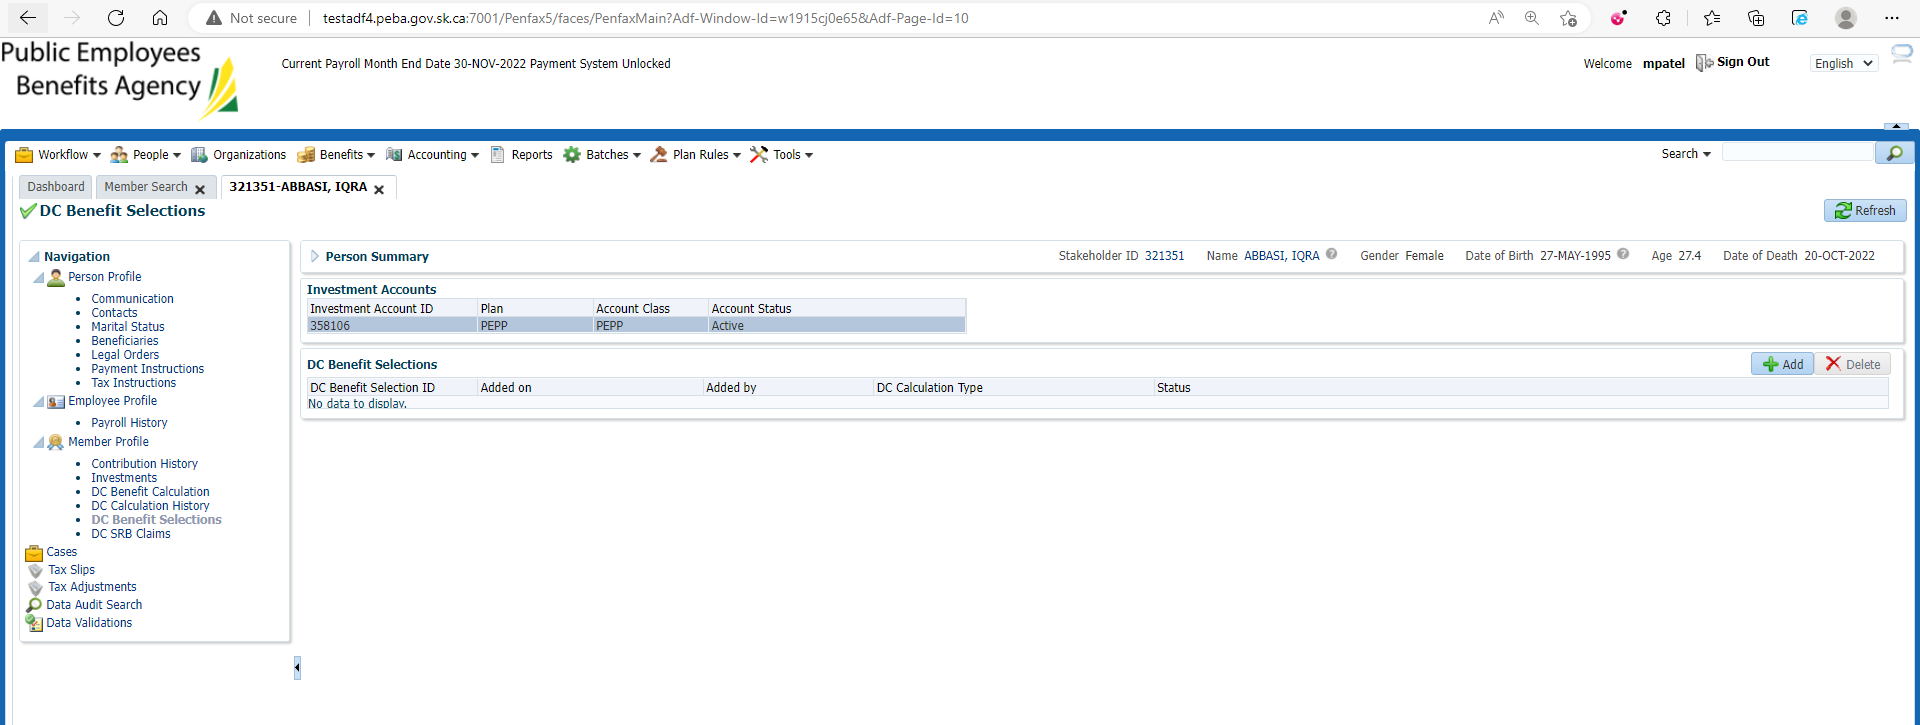 Not secure testadf4.peba.gov.sk.ca:7001/Penfax5/faces/PenfaxMain?Adf-Window-Id=w1915cj0e65&Adf-Page-Id=10
Public Employees
Benefits Agency
Current Payroll Month End Date 30-NOV-2022 Payment System Unlocked
Welcome mpatel Sign Out English
Workflow People Organizations Benefits Accounting Reports Batches Plan Rules Tools Search
Dashboard Member Search 321351-ABBASI, IQRA
DC Benefit Selections
Refresh
Navigation
Person Profile
Communication
Contacts
Marital Status
Beneficiaries
Legal Orders
Payment Instructions
Tax Instructions
Employee Profile
Payroll History
Member Profile
Contribution History
Investments
DC Benefit Calculation
DC Calculation History
DC Benefit Selections
DC SRB Claims
Cases
Tax Slips
Tax Adjustments
Data Audit Search
Data Validations
Person Summary Stakeholder ID 321351 Name ABBASI, IQRA Gender Female Date of Birth 27-MAY-1995 Age 27.4 Date of Death 20-OCT-2022
Investment Accounts
Investment Account ID Plan Account Class Account Status
358106 PEPP PEPP Active
DC Benefit Selections Add Delete
DC Benefit Selection ID Added on Added by DC Calculation Type Status
No data to display.